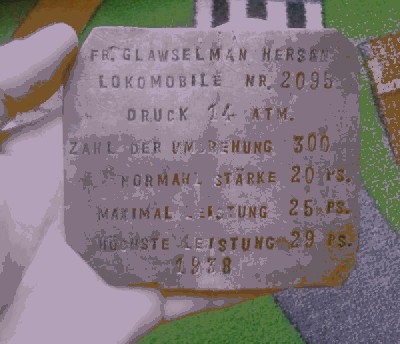 FR. GLAWSELMAN HERSAN
LOKOMOBILE NR. 2095
DRUCK 14 ATM.
ZAHL DER UMDREHUNG 300
NORMAHL STÄRKE 20 PS.
MAXIMAL LEISTUNG 25 PS.
HÖCHSTE LEISTUNG 29 PS.
1938